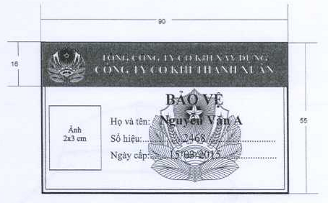 90
TỔNG CÔNG TY CƠ KHÍ XÂY DỰNG
CÔNG TY CƠ KHÍ THANH XUÂN
16
BẢO VỆ
Ảnh
2x3 cm
Họ và tên: Nguyễn Văn A
Số hiệu:......2468......
Ngày cấp:......15/03/2015......
55